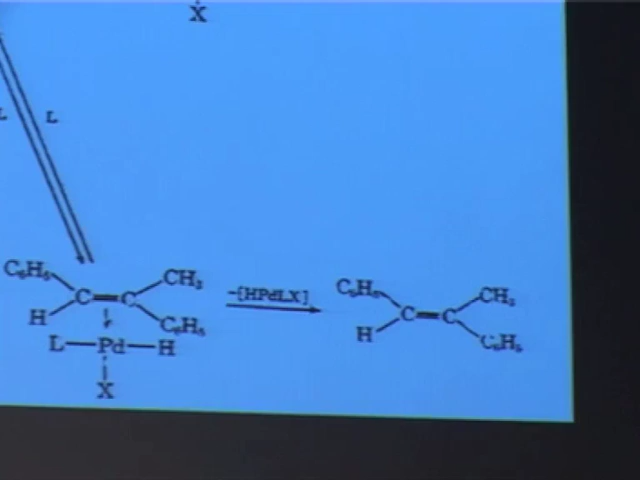 X
L L
C₆H₅ CH₃ -[HPdLX] C₆H₅ CH₃
C=C C=C
H C₆H₅ H C₆H₅
L-Pd-H
X